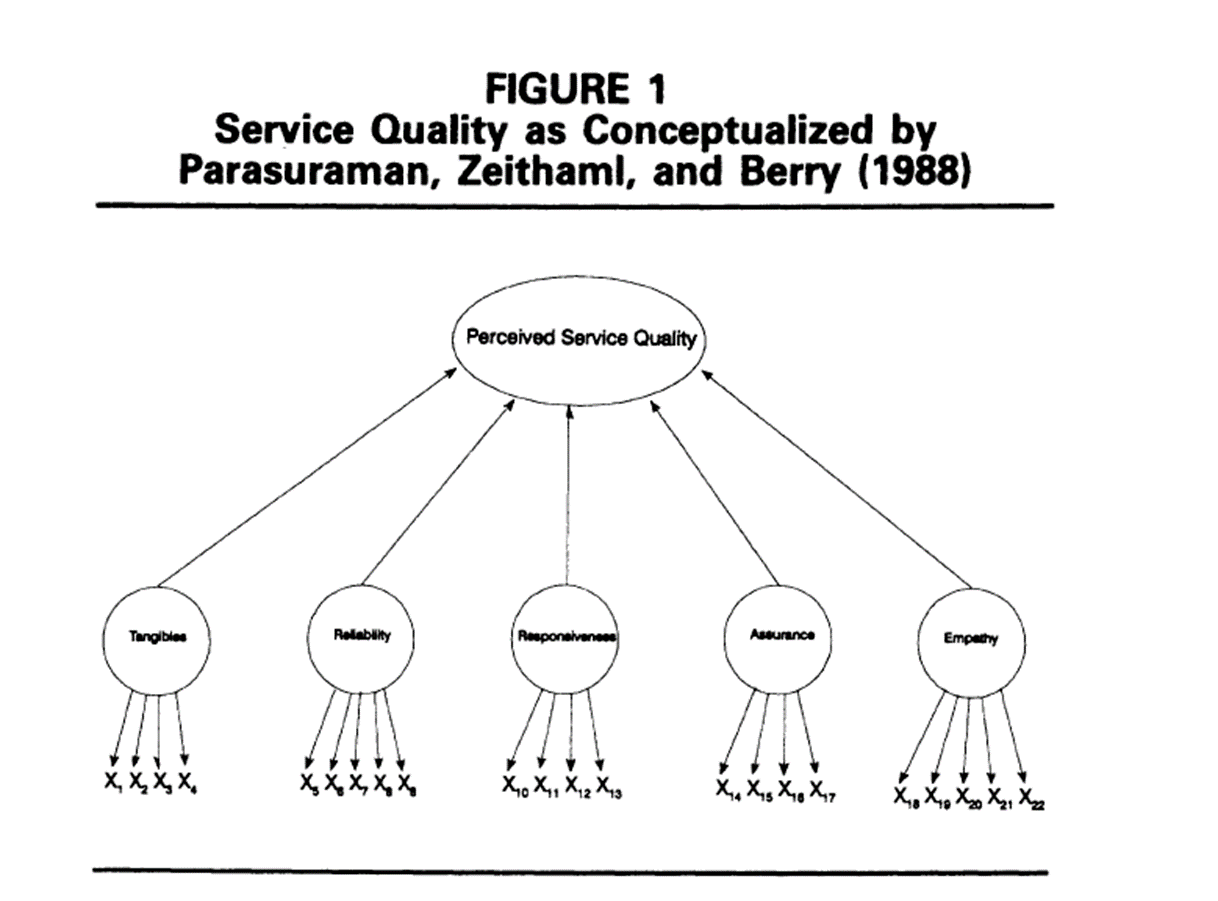 FIGURE 1
Service Quality as Conceptualized by
Parasuraman, Zeithaml, and Berry (1988)
Perceived Service Quality
Tangibles Reliability Responsiveness Assurance Empathy
X₁ X₂ X₃ X₄ X₅ X₆ X₇ X₈ X₉ X₁₀ X₁₁ X₁₂ X₁₃ X₁₄ X₁₅ X₁₆ X₁₇ X₁₈ X₁₉ X₂₀ X₂₁ X₂₂